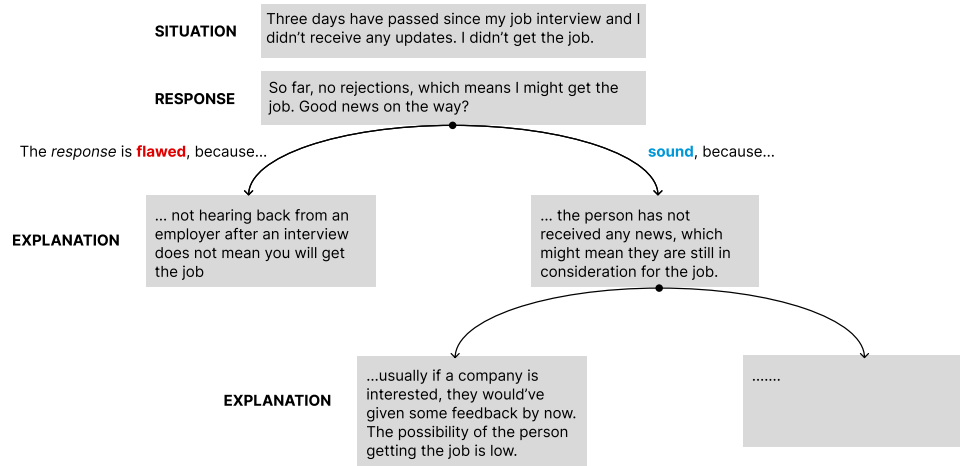 SITUATION
Three days have passed since my job interview and I
didn’t receive any updates. I didn’t get the job.
RESPONSE
So far, no rejections, which means I might get the
job. Good news on the way?
The response is flawed, because...
sound, because...
EXPLANATION
... not hearing back from an
employer after an interview
does not mean you will get
the job
... the person has not
received any news, which
might mean they are still in
consideration for the job.
EXPLANATION
...usually if a company is
interested, they would’ve
given some feedback by now.
The possibility of the person
getting the job is low.
.......